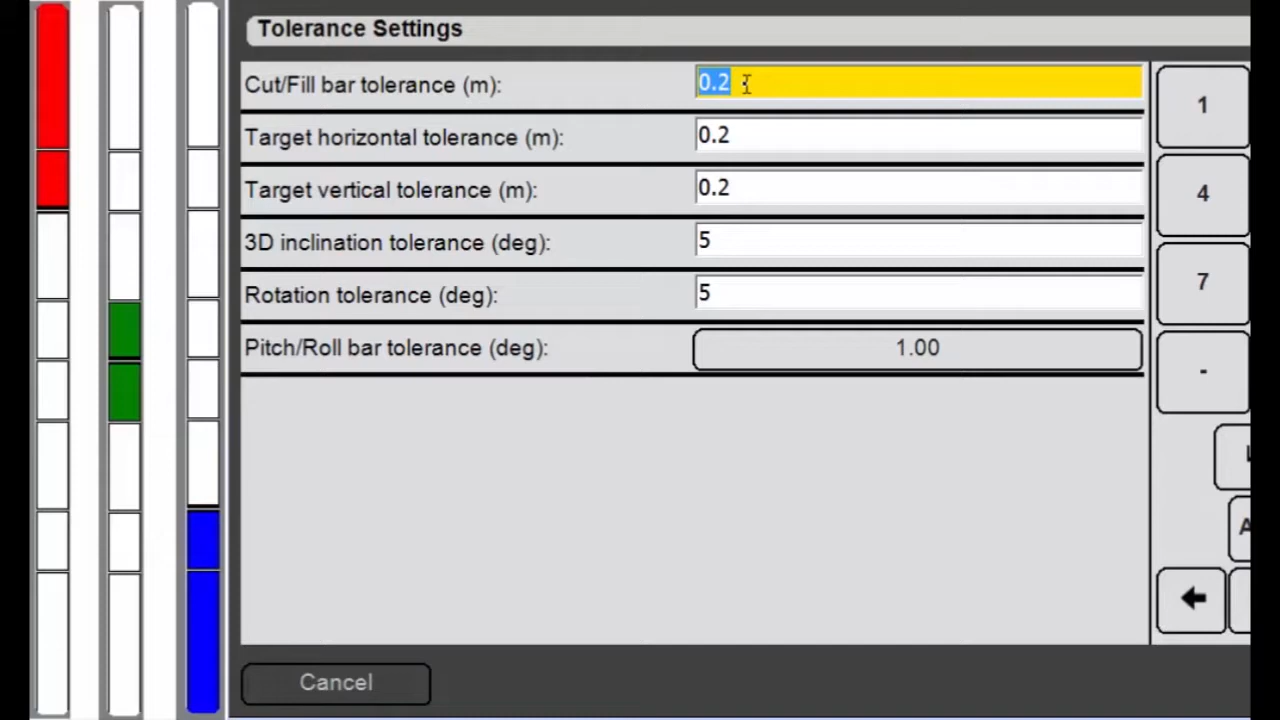 Tolerance Settings
Cut/Fill bar tolerance (m): 0.2
Target horizontal tolerance (m): 0.2
Target vertical tolerance (m): 0.2
3D inclination tolerance (deg): 5
Rotation tolerance (deg): 5
Pitch/Roll bar tolerance (deg): 1.00
1
4
7
-
A
Cancel